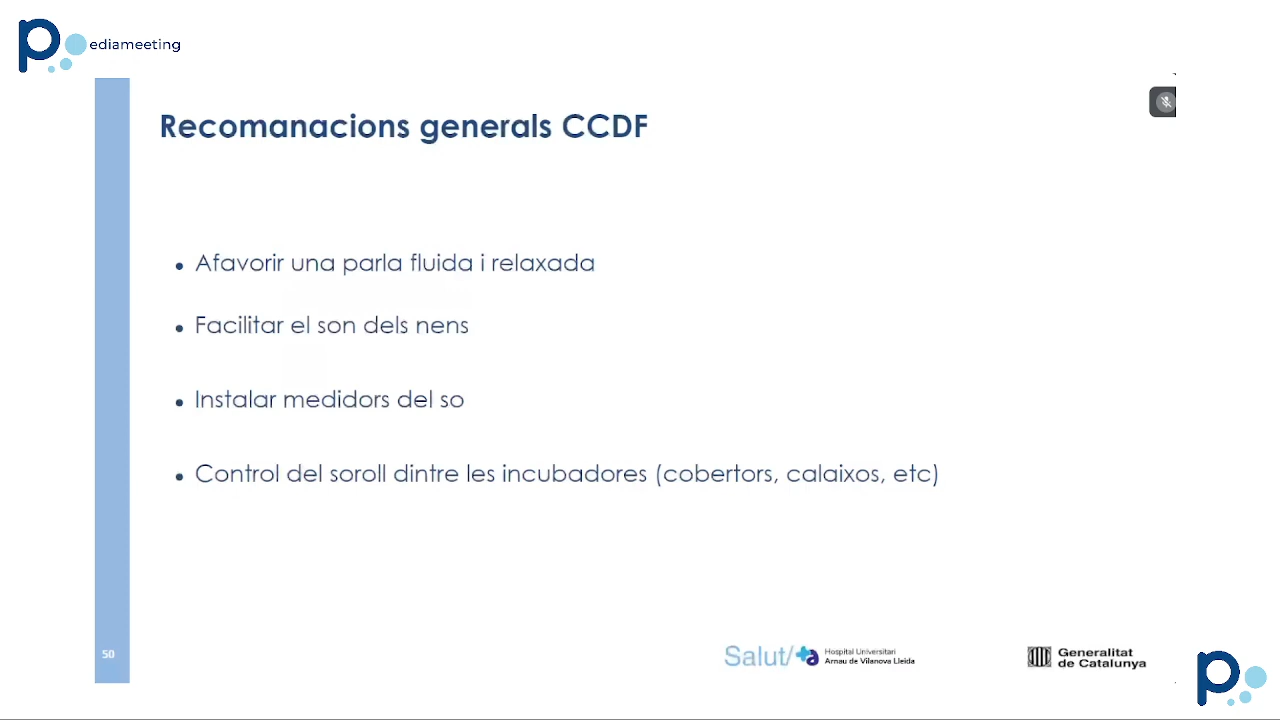 Pediameeting
Recomanacions generals CCDF
• Afavorir una parla fluida i relaxada
• Facilitar el son dels nens
• Instalar medidors del so
• Control del soroll dintre les incubadores (cobertors, calaixos, etc)
50
Salut/ Hospital Universitari
Arnau de Vilanova Lleida
Generalitat
de Catalunya
p